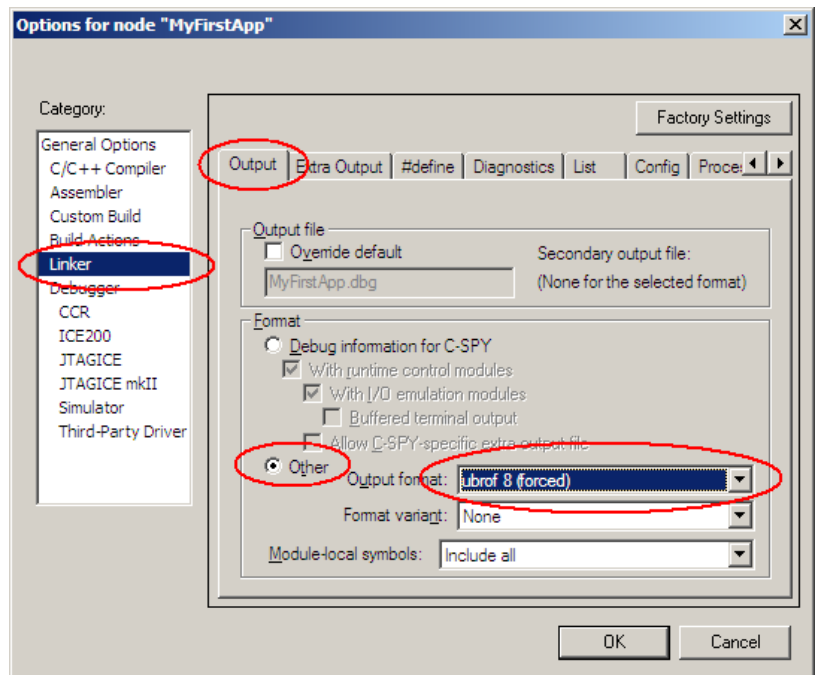 Options for node "MyFirstApp"
Category:
Factory Settings
General Options
C/C++ Compiler
Assembler
Custom Build
Build Actions
Linker
Debugger
CCR
ICE200
JTAGICE
JTAGICE mkII
Simulator
Third-Party Driver
Output Extra Output #define Diagnostics List Config
Output file
Override default
MyFirstApp.dbg
Secondary output file:
(None for the selected format)
Format
Debug information for C-SPY
With runtime control modules
With I/O emulation modules
Buffered terminal output
Allow C-SPY-specific extra output file
Other
Output format: ubrof 8 (forced)
Format variant: None
Module-local symbols: Include all
OK Cancel